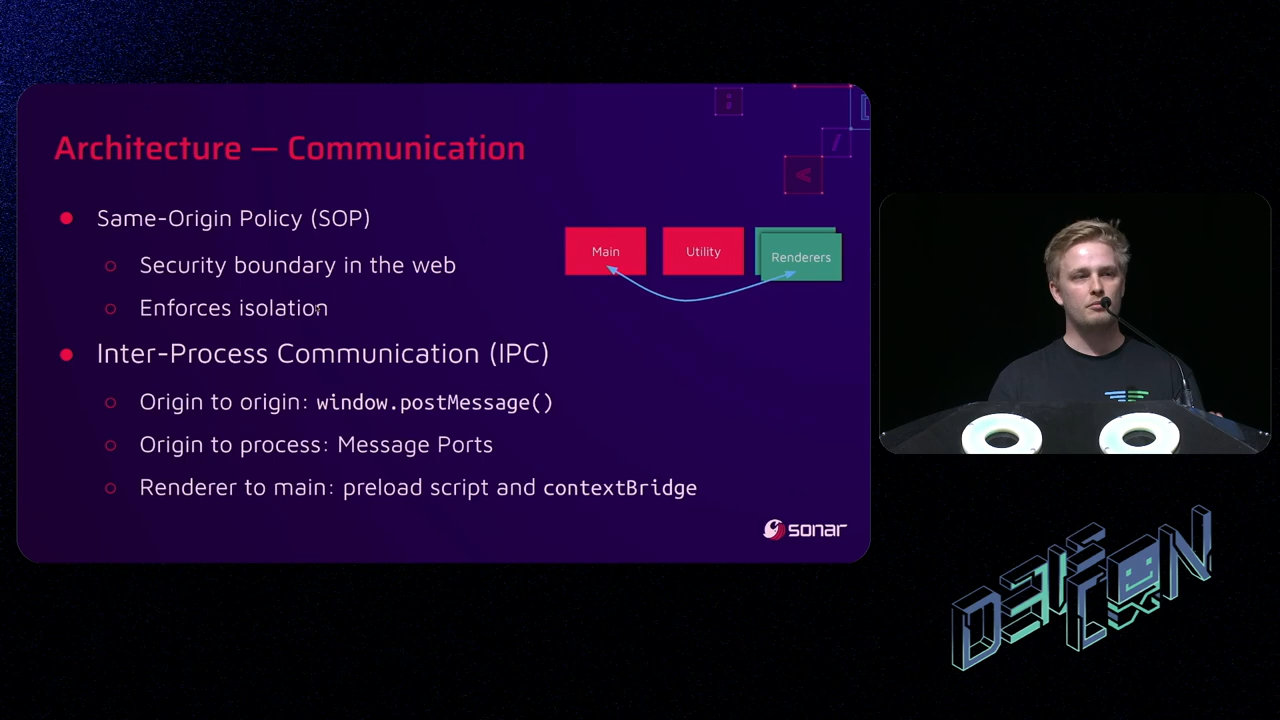 Architecture — Communication
Same-Origin Policy (SOP)
Security boundary in the web
Enforces isolation
Inter-Process Communication (IPC)
Origin to origin: window.postMessage()
Origin to process: Message Ports
Renderer to main: preload script and contextBridge
Main
Utility
Renderers
;
/
<
[
sonar
DEF
CON